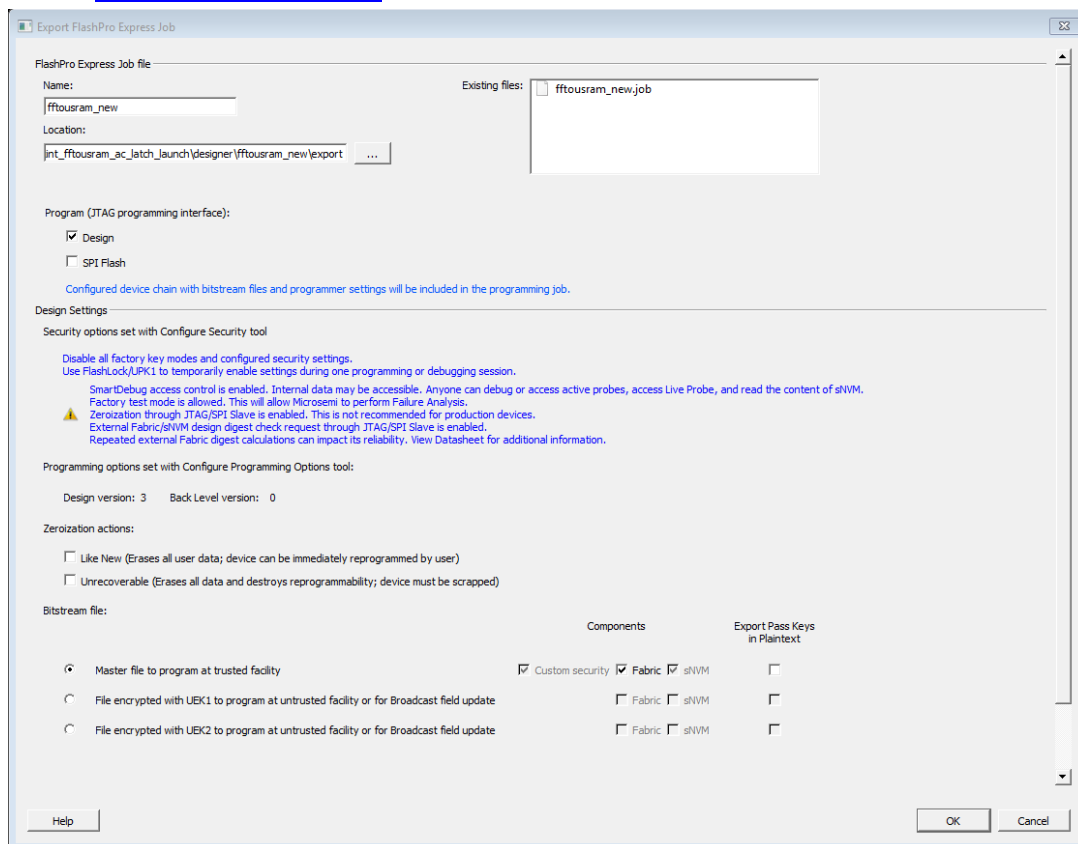 Export FlashPro Express Job
FlashPro Express Job file
Name:
fftousram_new
Existing files:
fftousram_new.job
Location:
int_fftousram_ac_latch_launch\designer\fftousram_new\export
...
Program (JTAG programming interface):
Design
SPI Flash
Configured device chain with bitstream files and programmer settings will be included in the programming job.
Design Settings
Security options set with Configure Security tool
Disable all factory key modes and configured security settings.
Use FlashLock/UPK1 to temporarily enable settings during one programming or debugging session.
SmartDebug access control is enabled. Internal data may be accessible. Anyone can debug or access active probes, access Live Probe, and read the content of sNVM.
Factory test mode is allowed. This will allow Microsemi to perform Failure Analysis.
Zeroization through JTAG/SPI Slave is enabled. This is not recommended for production devices.
External Fabric/sNVM design digest check request through JTAG/SPI Slave is enabled.
Repeated external Fabric digest calculations can impact its reliability. View Datasheet for additional information.
Programming options set with Configure Programming Options tool:
Design version: 3 Back Level version: 0
Zeroization actions:
Like New (Erases all user data; device can be immediately reprogrammed by user)
Unrecoverable (Erases all data and destroys reprogrammability; device must be scrapped)
Bitstream file:
Components
Export Pass Keys
in Plaintext
Master file to program at trusted facility Custom security Fabric sNVM
File encrypted with UEK1 to program at untrusted facility or for Broadcast field update Fabric sNVM
File encrypted with UEK2 to program at untrusted facility or for Broadcast field update Fabric sNVM
Help OK Cancel